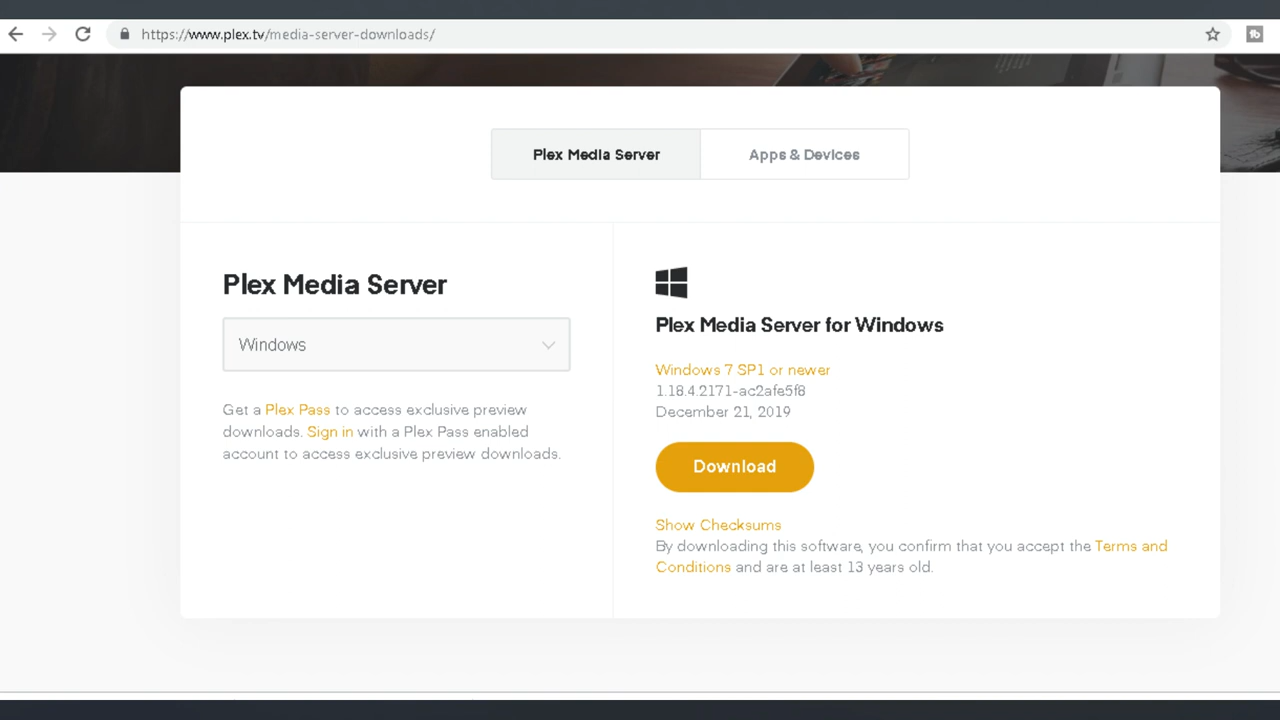 https://www.plex.tv/media-server-downloads/
Plex Media Server
Apps & Devices
Plex Media Server
Windows
Get a Plex Pass to access exclusive preview
downloads. Sign in with a Plex Pass enabled
account to access exclusive preview downloads.
Plex Media Server for Windows
Windows 7 SP1 or newer
1.18.4.2171-ac2afe5f8
December 21, 2019
Download
Show Checksums
By downloading this software, you confirm that you accept the Terms and
Conditions and are at least 13 years old.